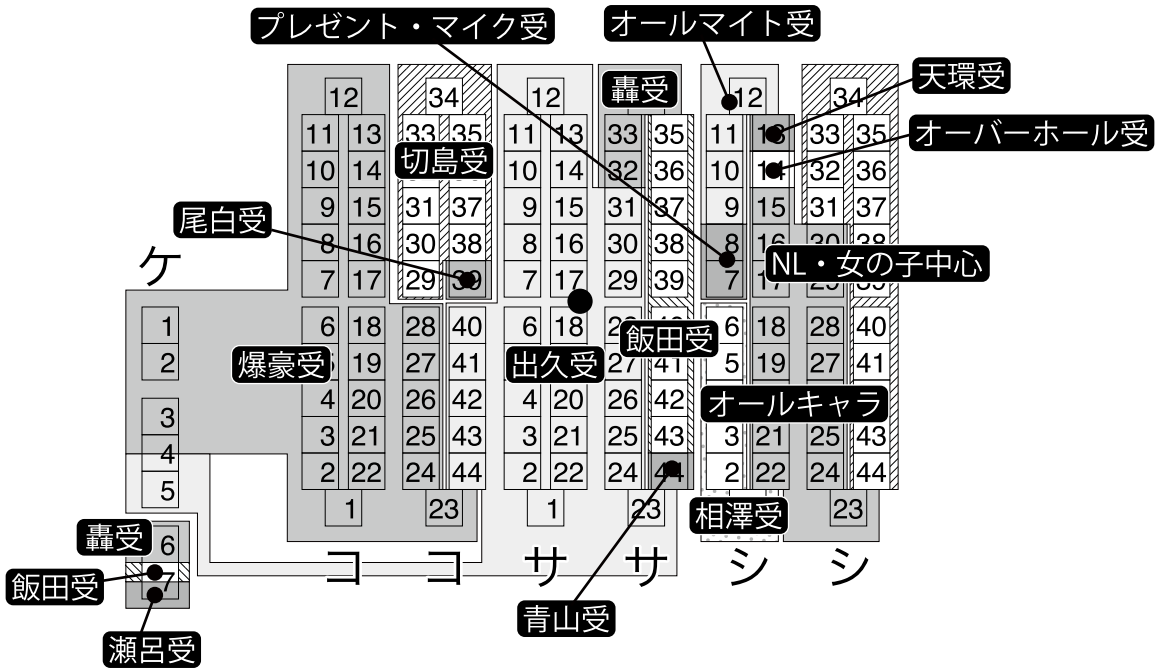 プレゼント・マイク受
オールマイト受
轟受
天環受
オーバーホール受
切島受
尾白受
NL・女の子中心
爆豪受
出久受
飯田受
オールキャラ
相澤受
轟受
飯田受
瀬呂受
青山受
ケ
1
2
3
4
5
6
7
12 34 12 12 34
11 13 33 35 11 13 33 35 11 13 33 35
10 14 10 14 32 36 10 14 32 36
9 15 31 37 9 15 31 37 9 15 31 37
8 16 30 38 8 16 30 38 8 16 30 38
7 17 29 39 7 17 29 39 7 17 29 39
6 18 28 40 6 18 6 18 28 40
19 27 41 27 41 5 19 27 41
4 20 26 42 4 20 26 42
3 21 25 43 3 21 25 43 3 21 25 43
2 22 24 44 2 22 24 44 2 22 24 44
1 23 1 23 23
コ コ サ サ シ シ